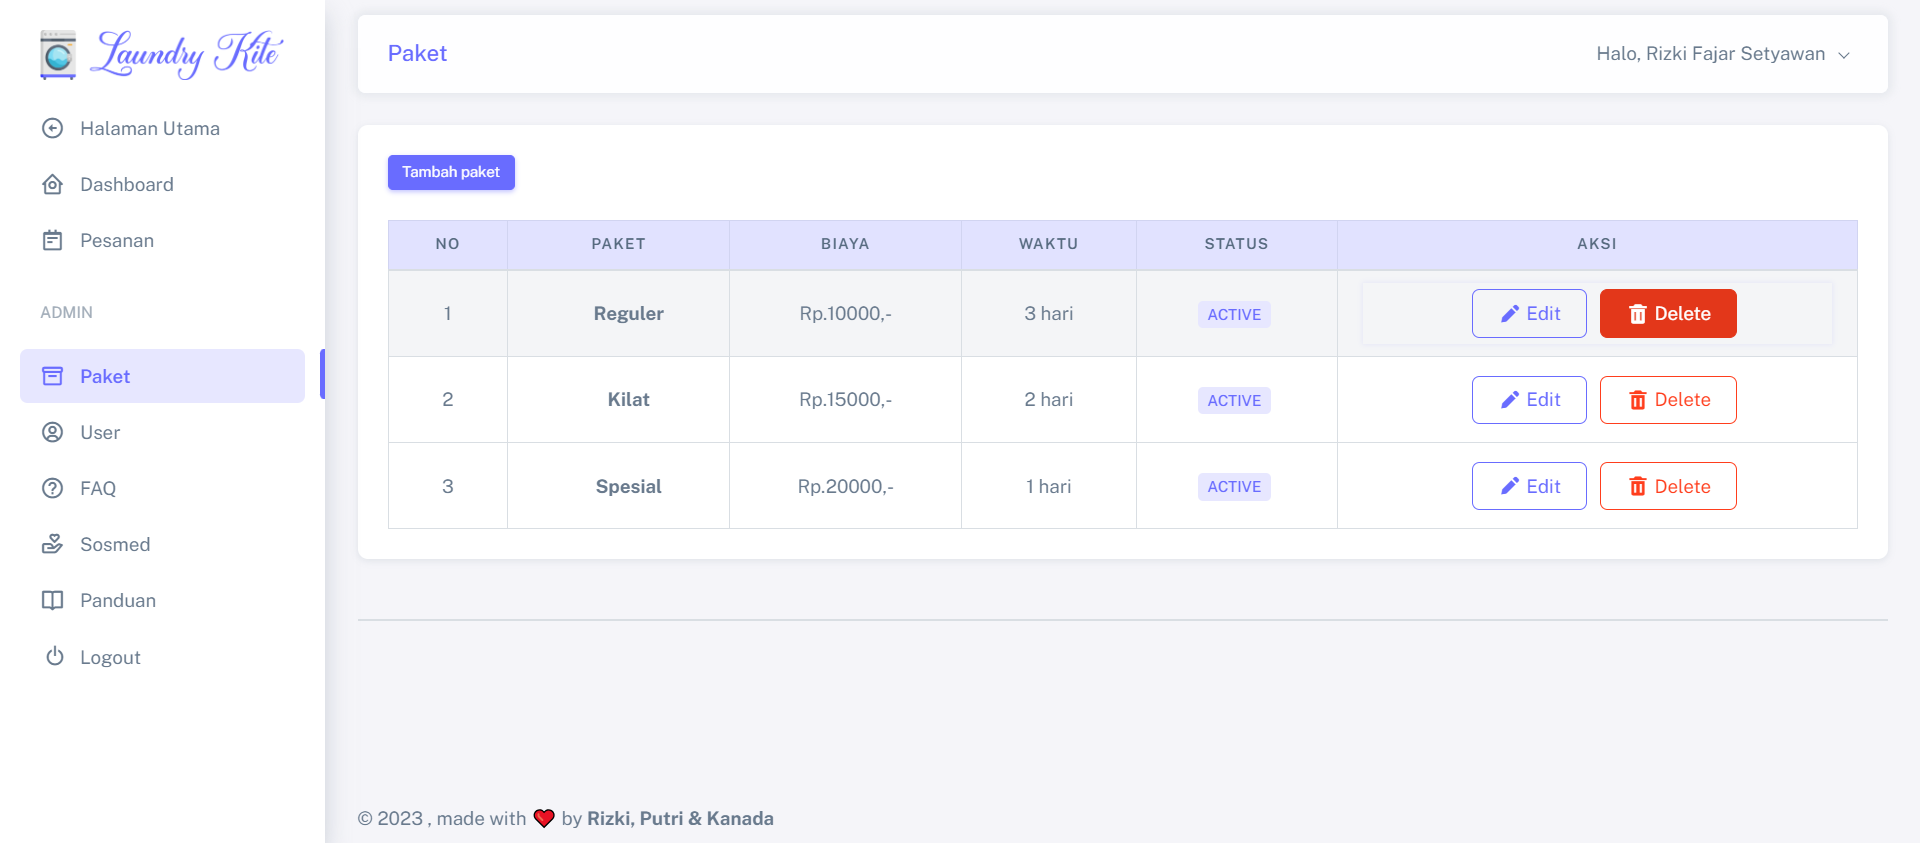 Laundry Kite
Halaman Utama
Dashboard
Pesanan
ADMIN
Paket
User
FAQ
Sosmed
Panduan
Logout
Paket
Halo, Rizki Fajar Setyawan
Tambah paket
NO PAKET BIAYA WAKTU STATUS AKSI
1 Reguler Rp.10000,- 3 hari ACTIVE Edit Delete
2 Kilat Rp.15000,- 2 hari ACTIVE Edit Delete
3 Spesial Rp.20000,- 1 hari ACTIVE Edit Delete
© 2023 , made with ❤️ by Rizki, Putri & Kanada